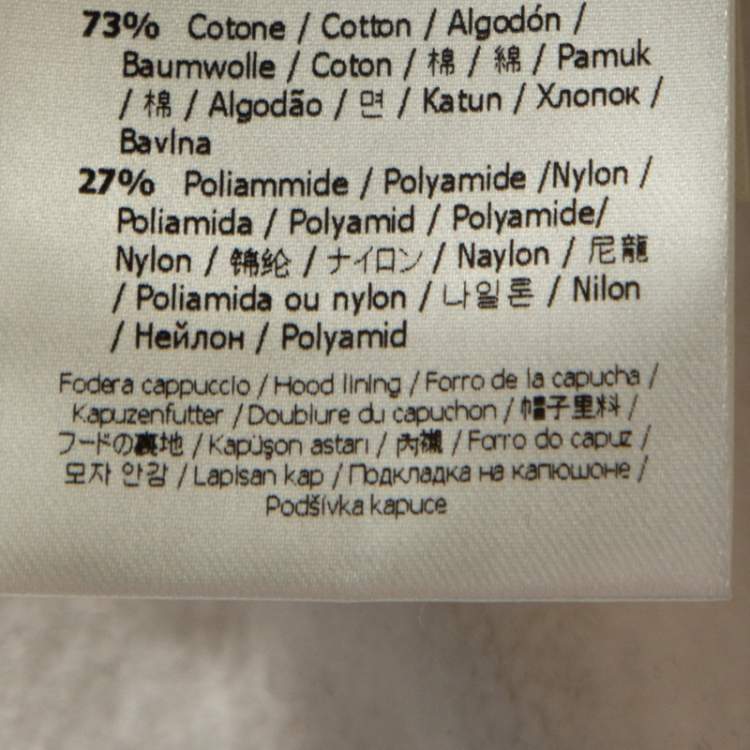 73% Cotone / Cotton / Algodón /
Baumwolle / Coton / 棉 / 綿 / Pamuk
/ 棉 / Algodão / 면 / Katun / Хлопок /
Bavlna
27% Poliammide / Polyamide /Nylon /
Poliamida / Polyamid / Polyamide/
Nylon / 锦纶 / ナイロン / Naylon / 尼龍
/ Poliamida ou nylon / 나일론 / Nilon
/ Нейлон / Polyamid
Fodera cappuccio / Hood lining / Forro de la capucha /
Kapuzenfutter / Doublure du capuchon / 帽子里料 /
フードの裏地 / Kapüşon astarı / 內襯 / Forro do capuz /
모자 안감 / Lapisan kap / Подкладка на капюшоне /
Podšívka kapuce